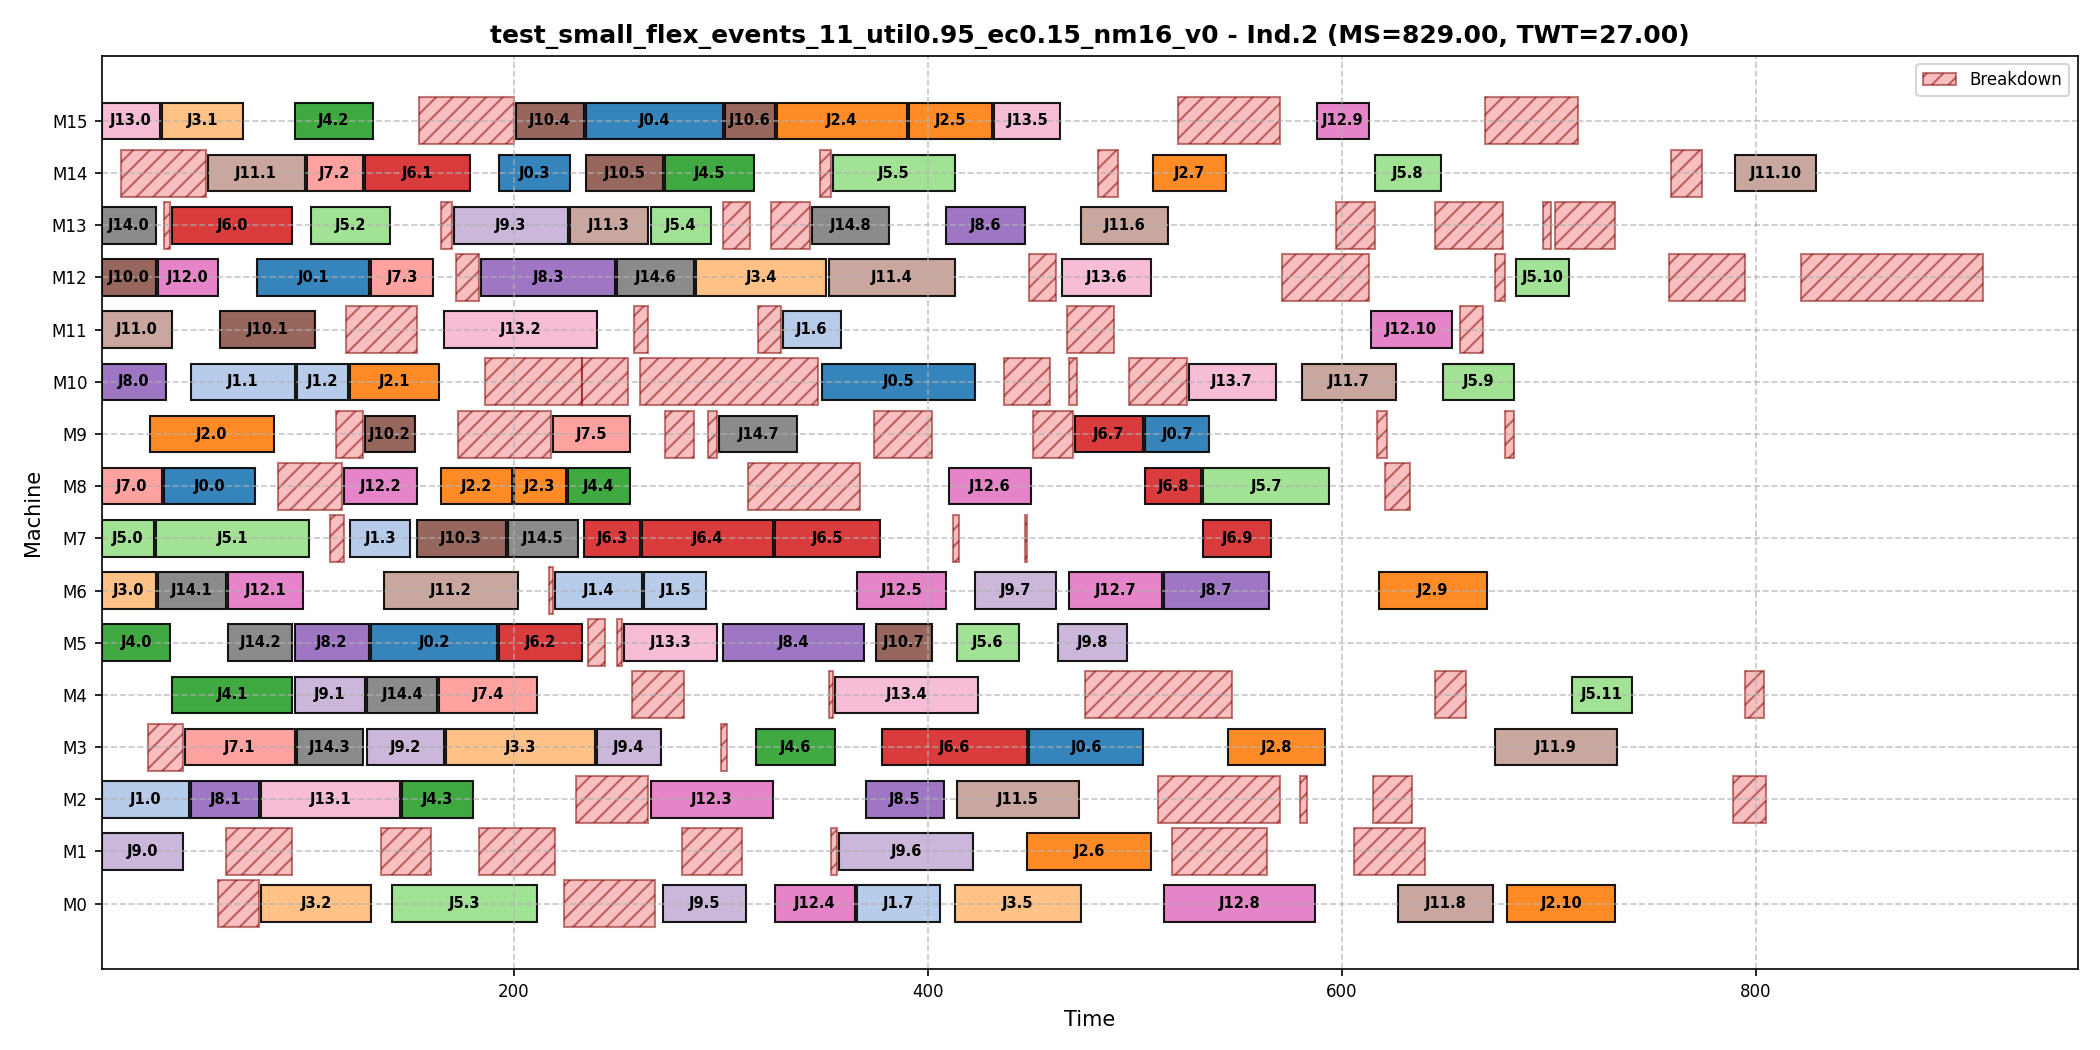 test_small_flex_events_11_util0.95_ec0.15_nm16_v0 - Ind.2 (MS=829.00, TWT=27.00)
Breakdown
M15 J13.0 J3.1 J4.2 J10.4 J0.4 J10.6 J2.4 J2.5 J13.5 J12.9
M14 J11.1 J7.2 J6.1 J0.3 J10.5 J4.5 J5.5 J2.7 J5.8 J11.10
M13 J14.0 J6.0 J5.2 J9.3 J11.3 J5.4 J14.8 J8.6 J11.6
M12 J10.0 J12.0 J0.1 J7.3 J8.3 J14.6 J3.4 J11.4 J13.6 J5.10
M11 J11.0 J10.1 J13.2 J1.6 J12.10
M10 J8.0 J1.1 J1.2 J2.1 J0.5 J13.7 J11.7 J5.9
M9 J2.0 J10.2 J7.5 J14.7 J6.7 J0.7
M8 J7.0 J0.0 J12.2 J2.2 J2.3 J4.4 J12.6 J6.8 J5.7
M7 J5.0 J5.1 J1.3 J10.3 J14.5 J6.3 J6.4 J6.5 J6.9
M6 J3.0 J14.1 J12.1 J11.2 J1.4 J1.5 J12.5 J9.7 J12.7 J8.7 J2.9
M5 J4.0 J14.2 J8.2 J0.2 J6.2 J13.3 J8.4 J10.7 J5.6 J9.8
M4 J4.1 J9.1 J14.4 J7.4 J13.4 J5.11
M3 J7.1 J14.3 J9.2 J3.3 J9.4 J4.6 J6.6 J0.6 J2.8 J11.9
M2 J1.0 J8.1 J13.1 J4.3 J12.3 J8.5 J11.5
M1 J9.0 J9.6 J2.6
M0 J3.2 J5.3 J9.5 J12.4 J1.7 J3.5 J12.8 J11.8 J2.10
Machine
200 400 600 800
Time